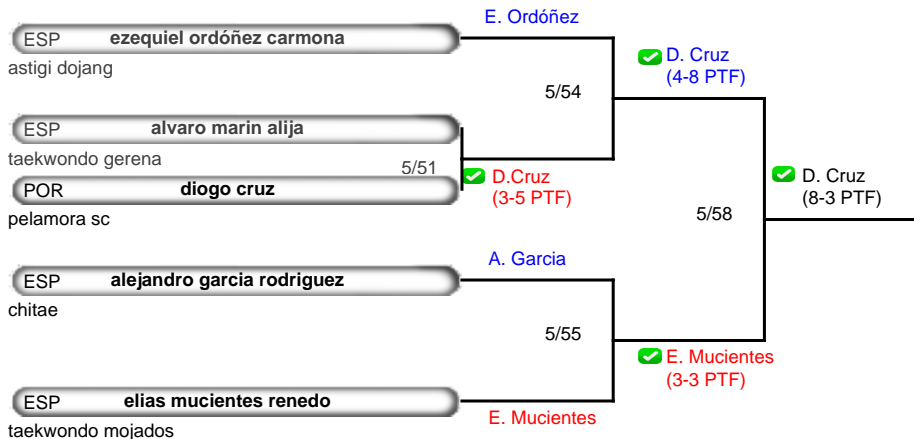 E. Ordóñez
ESP ezequiel ordóñez carmona
astigi dojang
D. Cruz
(4-8 PTF)
5/54
ESP alvaro marin alija
taekwondo gerena
5/51
POR diogo cruz
pelamora sc
D.Cruz
(3-5 PTF)
D. Cruz
(8-3 PTF)
5/58
A. Garcia
ESP alejandro garcia rodriguez
chitae
5/55
E. Mucientes
(3-3 PTF)
ESP elias mucientes renedo
taekwondo mojados
E. Mucientes